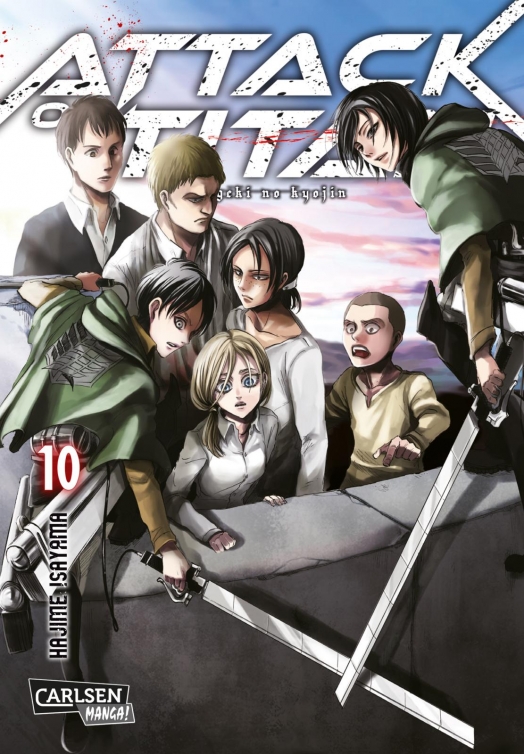 ATTACK
ON TITAN
geki no kyojin
10
HAJIME ISAYAMA
CARLSEN
MANGA!